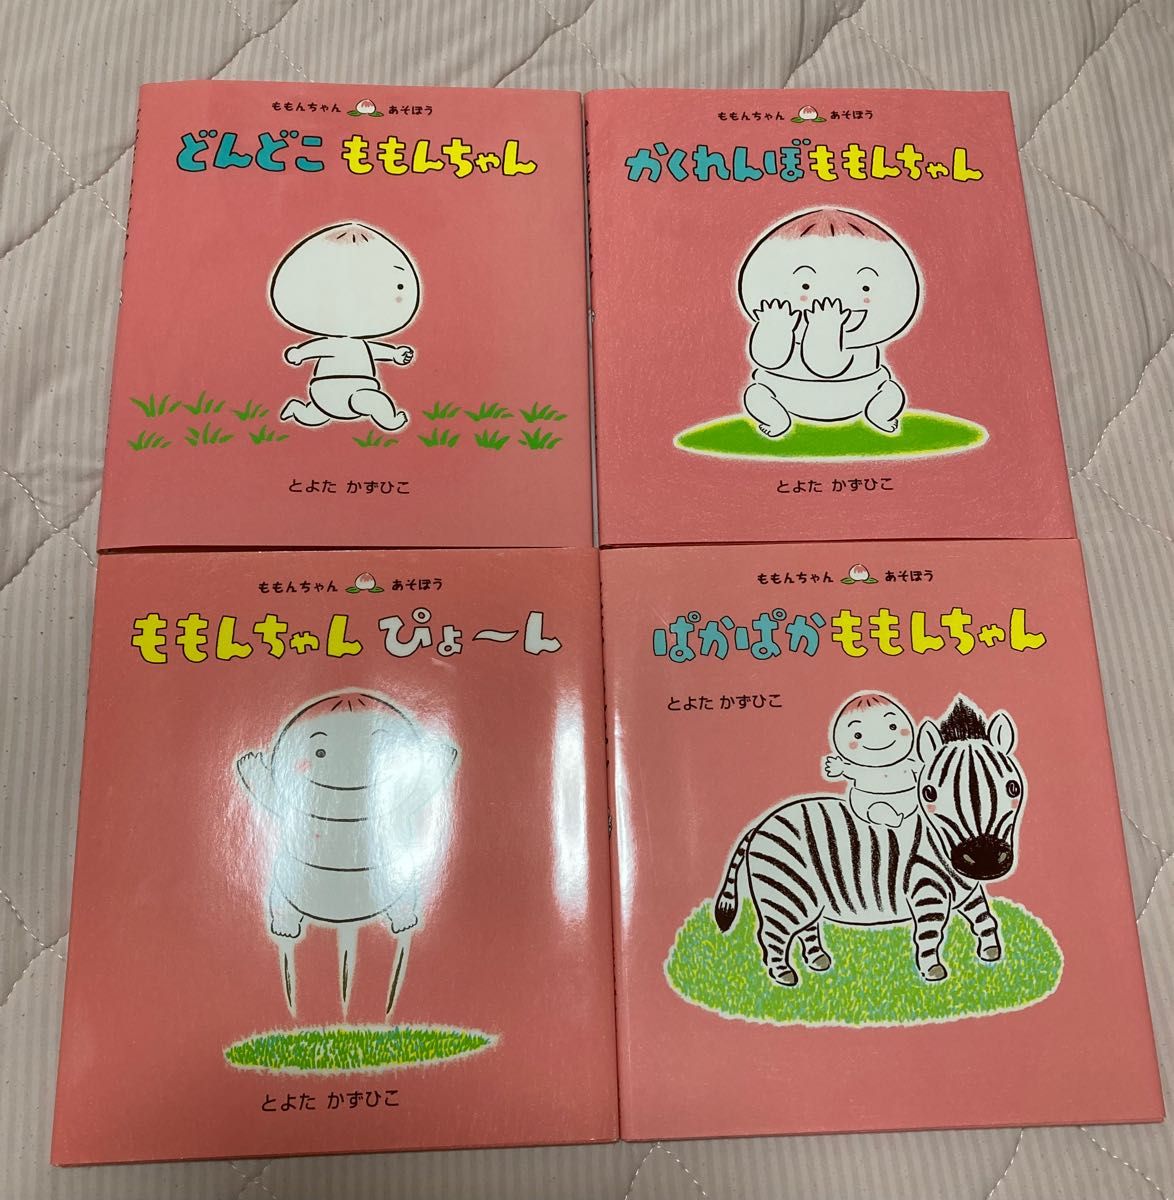 ももんちゃん あそぼう
どんどこ ももんちゃん
とよた かずひこ
ももんちゃん あそぼう
かくれんぼももんちゃん
とよた かずひこ
ももんちゃん あそぼう
ももんちゃん ぴょ〜ん
とよた かずひこ
ももんちゃん あそぼう
ぱかぱか ももんちゃん
とよた かずひこ